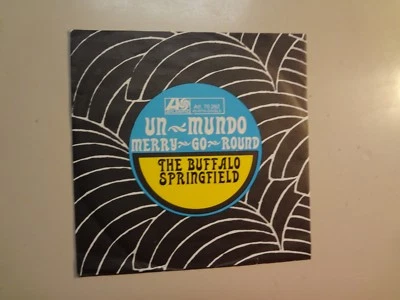 UN~MUNDO
MERRY~GO~ROUND
THE BUFFALO
SPRINGFIELD